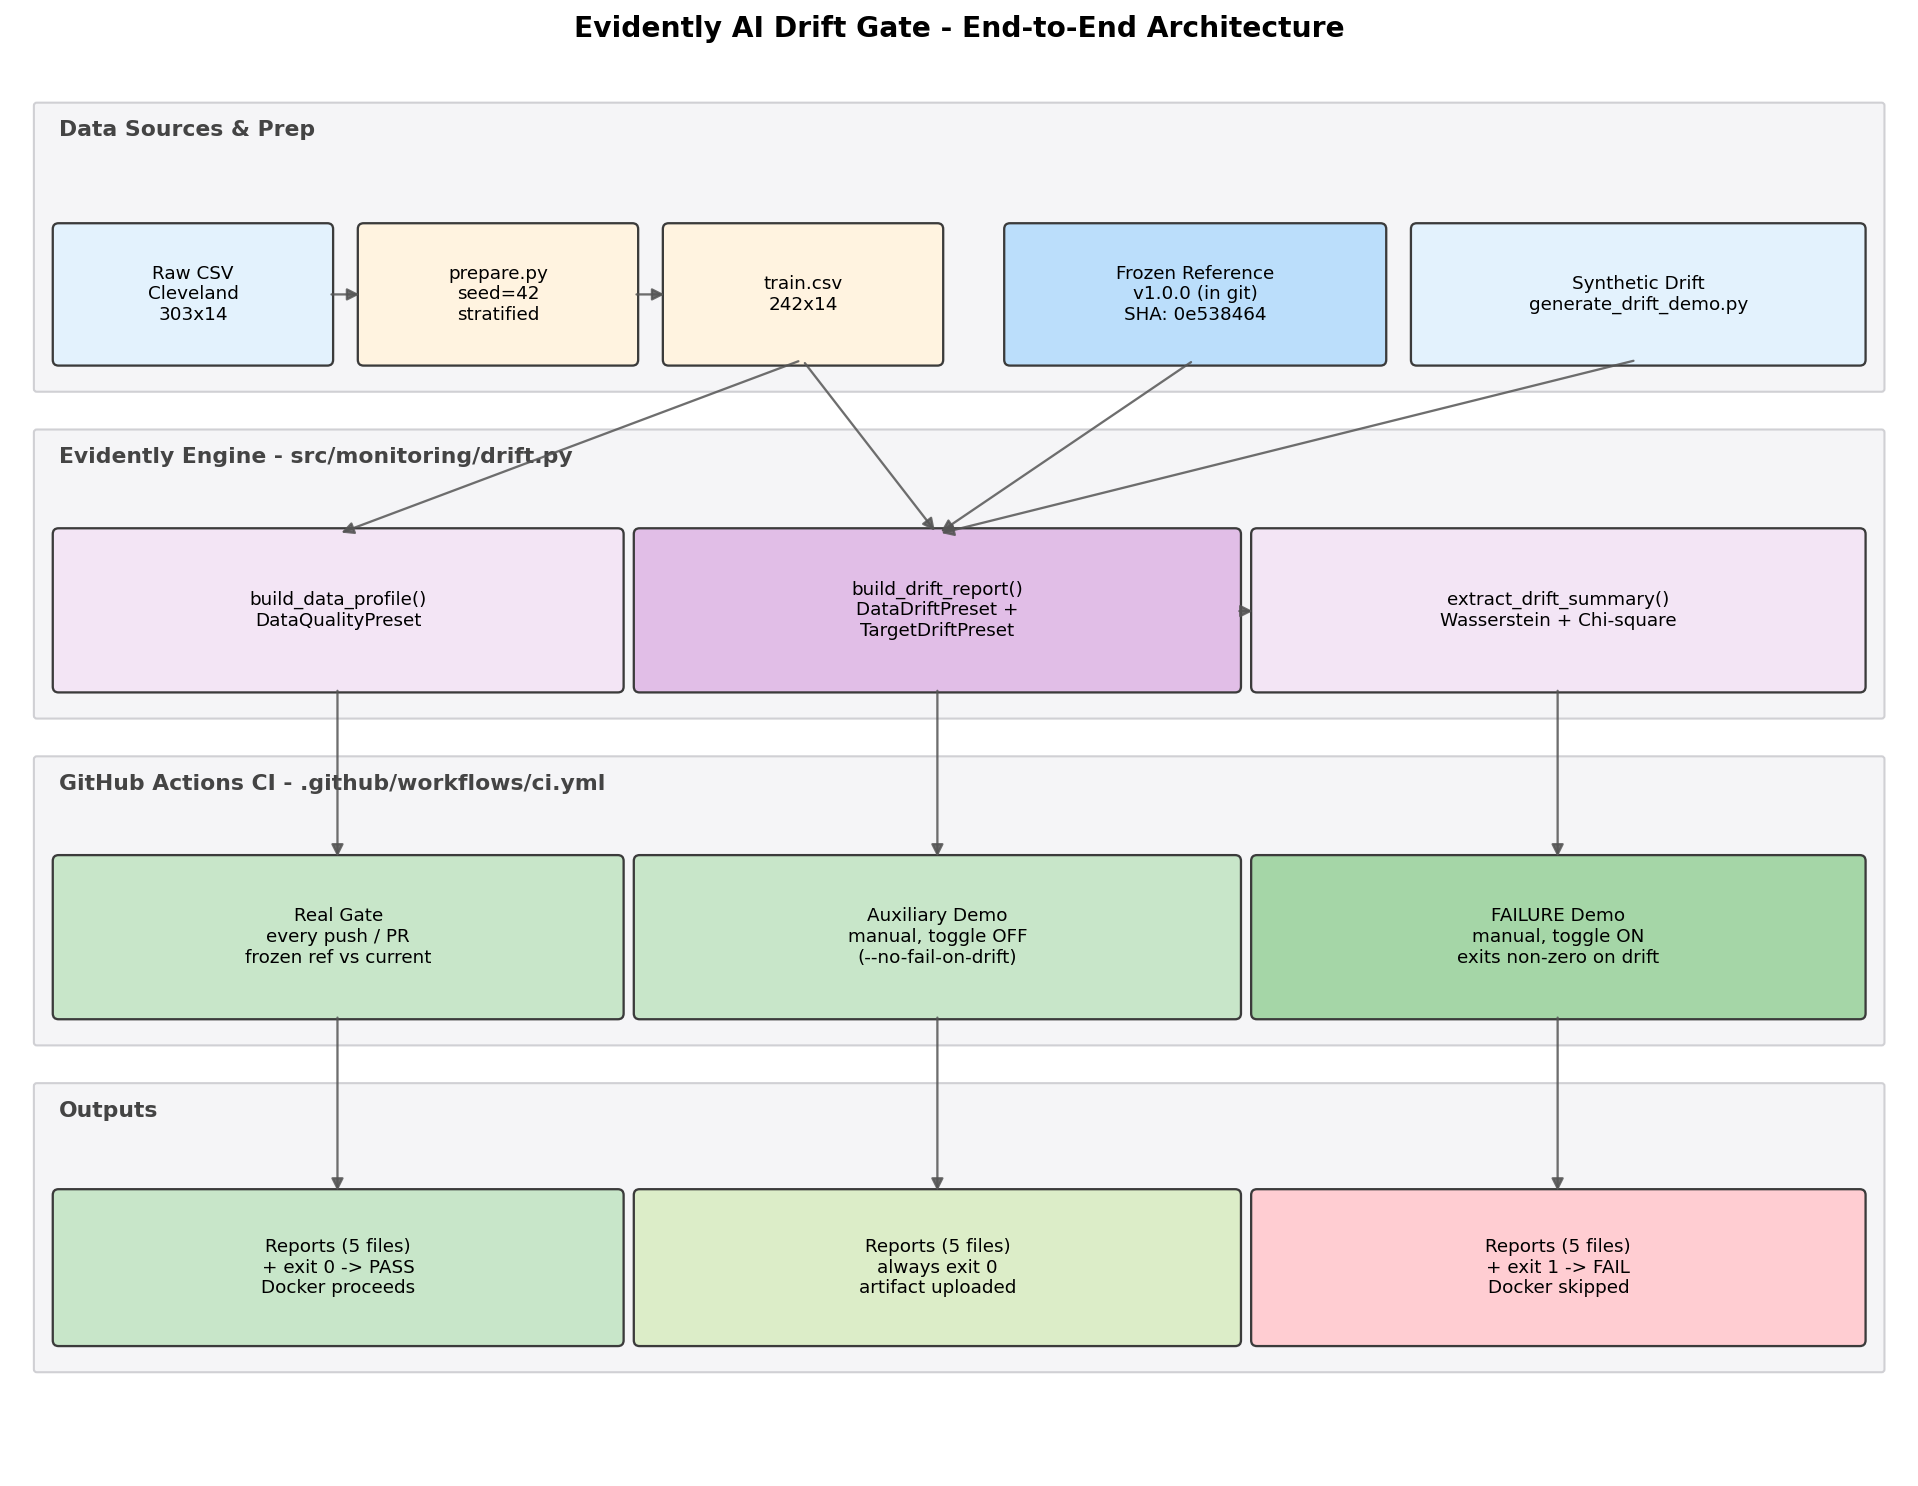 Evidently AI Drift Gate - End-to-End Architecture
Data Sources & Prep
Raw CSV
Cleveland
303x14
prepare.py
seed=42
stratified
train.csv
242x14
Frozen Reference
v1.0.0 (in git)
SHA: 0e538464
Synthetic Drift
generate_drift_demo.py
Evidently Engine - src/monitoring/drift.py
build_data_profile()
DataQualityPreset
build_drift_report()
DataDriftPreset +
TargetDriftPreset
extract_drift_summary()
Wasserstein + Chi-square
GitHub Actions CI - .github/workflows/ci.yml
Real Gate
every push / PR
frozen ref vs current
Auxiliary Demo
manual, toggle OFF
(--no-fail-on-drift)
FAILURE Demo
manual, toggle ON
exits non-zero on drift
Outputs
Reports (5 files)
+ exit 0 -> PASS
Docker proceeds
Reports (5 files)
always exit 0
artifact uploaded
Reports (5 files)
+ exit 1 -> FAIL
Docker skipped